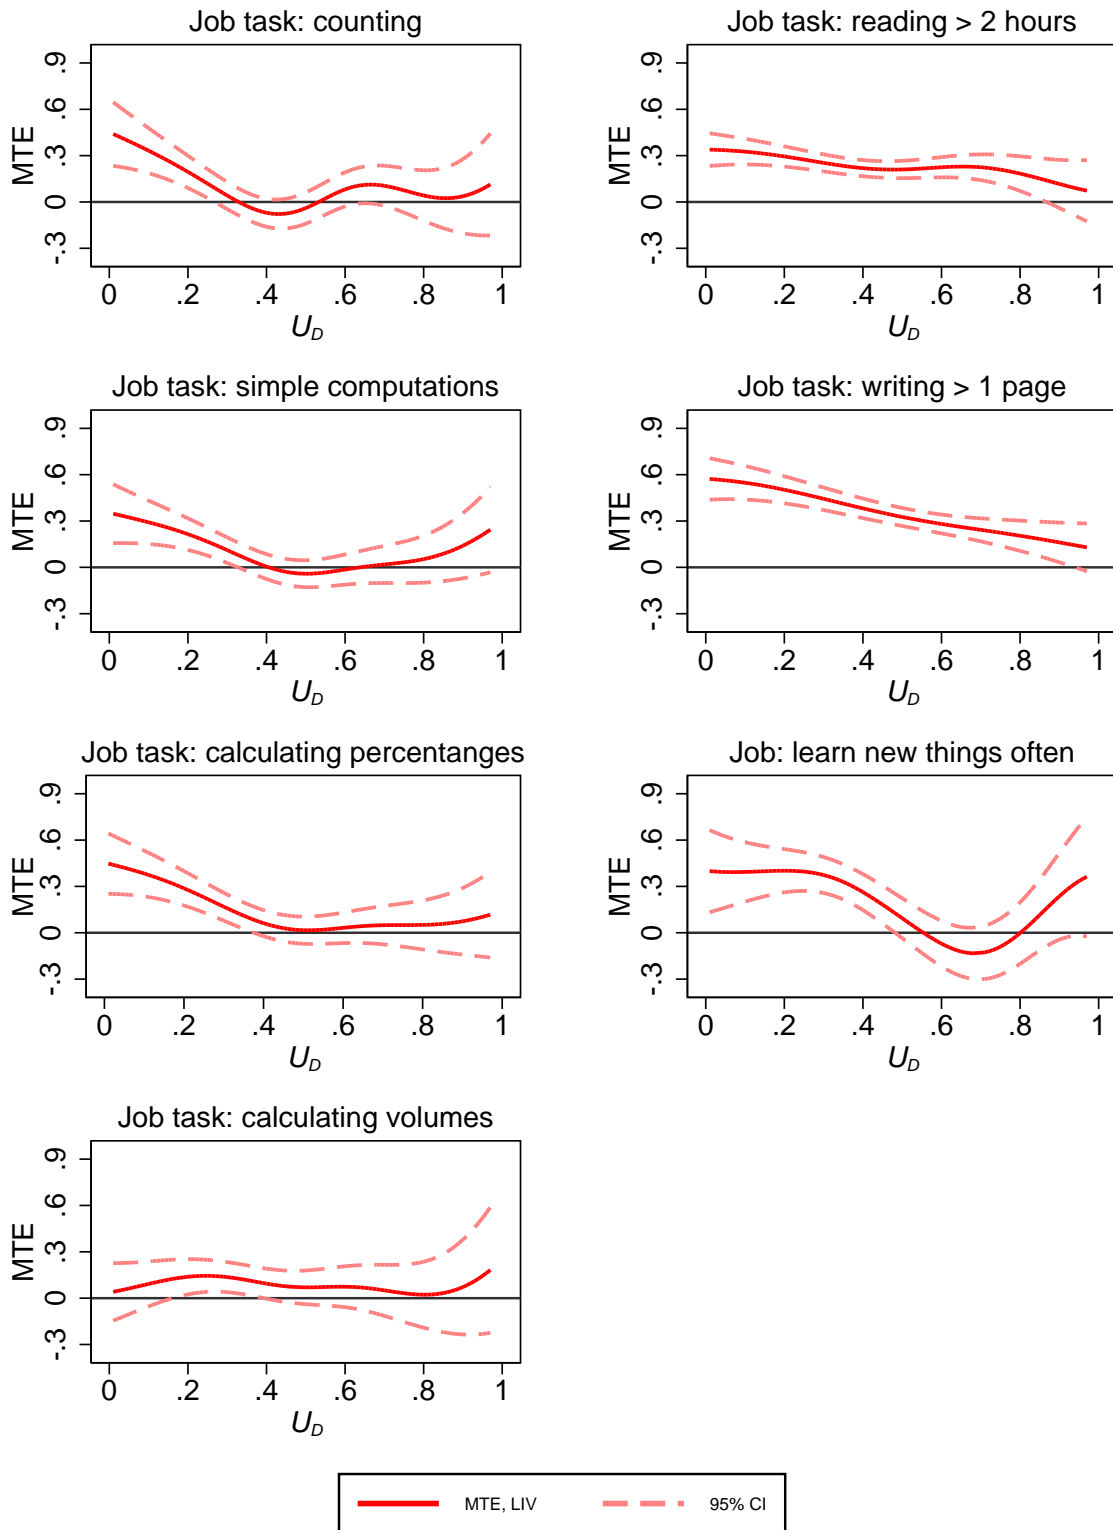 Job task: counting
MTE
.9
.6
.3
0
-.3
0 .2 .4 .6 .8 1
U_D
Job task: reading > 2 hours
MTE
.9
.6
.3
0
-.3
0 .2 .4 .6 .8 1
U_D
Job task: simple computations
MTE
.9
.6
.3
0
-.3
0 .2 .4 .6 .8 1
U_D
Job task: writing > 1 page
MTE
.9
.6
.3
0
-.3
0 .2 .4 .6 .8 1
U_D
Job task: calculating percentanges
MTE
.9
.6
.3
0
-.3
0 .2 .4 .6 .8 1
U_D
Job: learn new things often
MTE
.9
.6
.3
0
-.3
0 .2 .4 .6 .8 1
U_D
Job task: calculating volumes
MTE
.9
.6
.3
0
-.3
0 .2 .4 .6 .8 1
U_D
MTE, LIV 95% CI